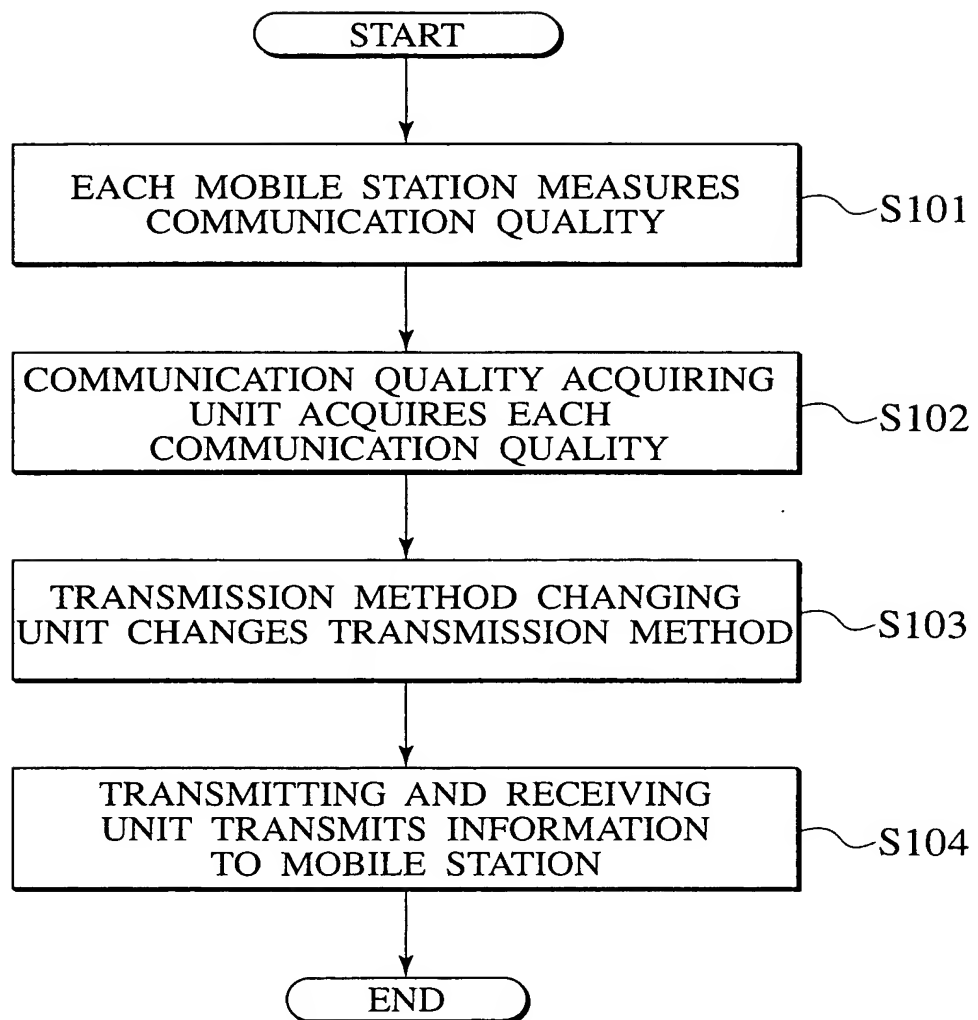 START
EACH MOBILE STATION MEASURES
COMMUNICATION QUALITY
S101
COMMUNICATION QUALITY ACQUIRING
UNIT ACQUIRES EACH
COMMUNICATION QUALITY
S102
TRANSMISSION METHOD CHANGING
UNIT CHANGES TRANSMISSION METHOD
S103
TRANSMITTING AND RECEIVING
UNIT TRANSMITS INFORMATION
TO MOBILE STATION
S104
END